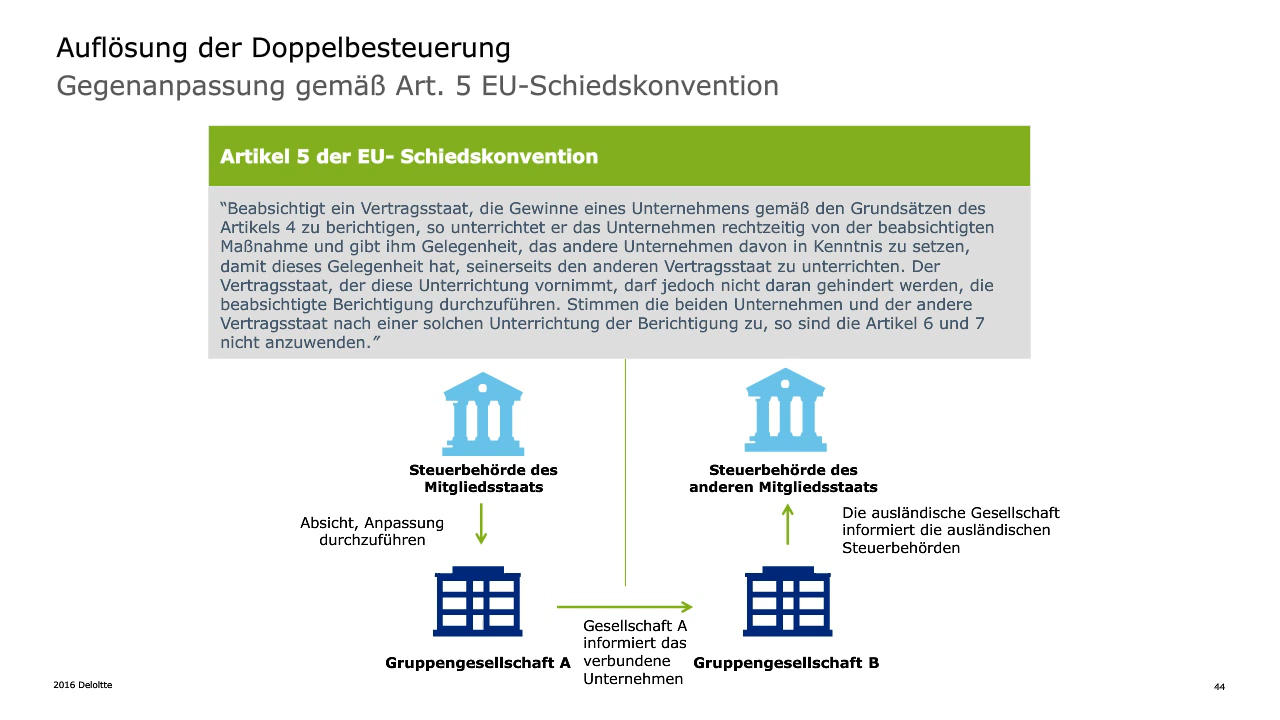 Auflösung der Doppelbesteuerung
Gegenanpassung gemäß Art. 5 EU-Schiedskonvention
Artikel 5 der EU- Schiedskonvention
“Beabsichtigt ein Vertragsstaat, die Gewinne eines Unternehmens gemäß den Grundsätzen des
Artikels 4 zu berichtigen, so unterrichtet er das Unternehmen rechtzeitig von der beabsichtigten
Maßnahme und gibt ihm Gelegenheit, das andere Unternehmen davon in Kenntnis zu setzen,
damit dieses Gelegenheit hat, seinerseits den anderen Vertragsstaat zu unterrichten. Der
Vertragsstaat, der diese Unterrichtung vornimmt, darf jedoch nicht daran gehindert werden, die
beabsichtigte Berichtigung durchzuführen. Stimmen die beiden Unternehmen und der andere
Vertragsstaat nach einer solchen Unterrichtung der Berichtigung zu, so sind die Artikel 6 und 7
nicht anzuwenden.”
Steuerbehörde des
Mitgliedsstaats
Steuerbehörde des
anderen Mitgliedsstaats
Absicht, Anpassung
durchzuführen
Die ausländische Gesellschaft
informiert die ausländischen
Steuerbehörden
Gesellschaft A
informiert das
verbundene
Unternehmen
Gruppengesellschaft A
Gruppengesellschaft B
2016 Deloitte
44